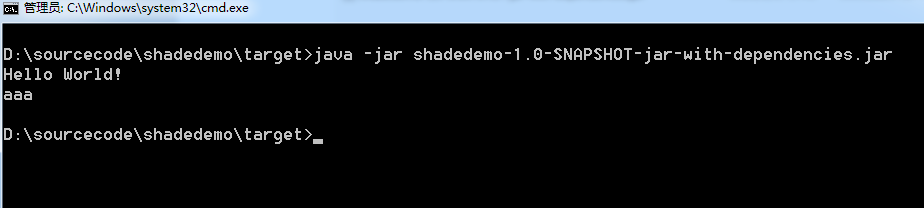 管理员: C:\Windows\system32\cmd.exe
D:\sourcecode\shadedemo\target>java -jar shadedemo-1.0-SNAPSHOT-jar-with-dependencies.jar
Hello World!
aaa
D:\sourcecode\shadedemo\target>_